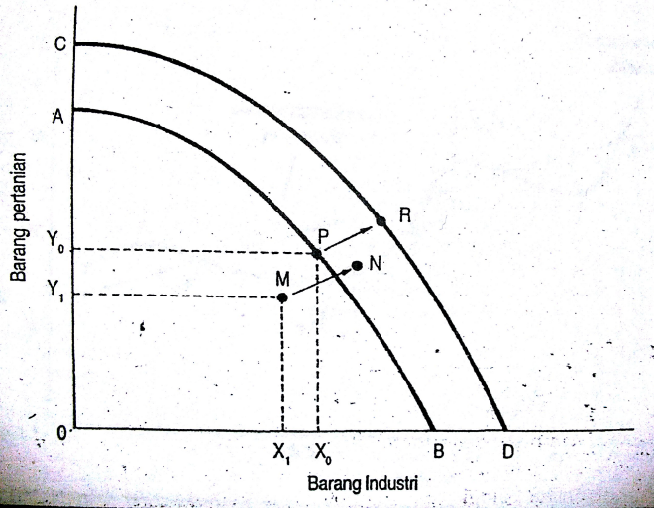 C
A
Barang pertanian
R
P
Y₀
N
M
Y₁
0
X₁ X₀ B D
Barang Industri